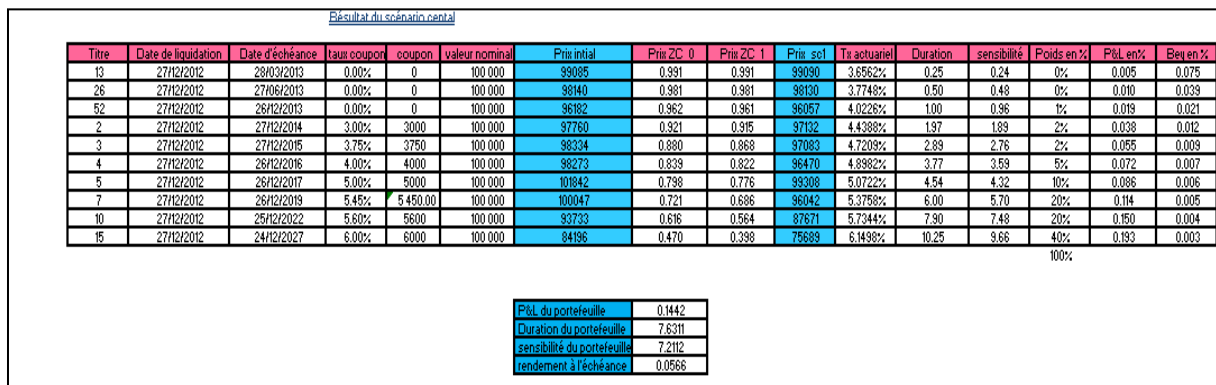 Résultat du scénario cental
Titre Date de liquidation Date d'échéance taux coupon coupon valeur nominal Prix intial Prix ZC_0 Prix ZC_1 Prix_sc1 Tx actuariel Duration sensibilité Poids en % P&L en% Beq en %
13 27/12/2012 28/03/2013 0.00% 0 100 000 99085 0.991 0.991 99090 3.6562% 0.25 0.24 0% 0.005 0.075
26 27/12/2012 27/06/2013 0.00% 0 100 000 98140 0.981 0.981 98130 3.7748% 0.50 0.48 0% 0.010 0.039
52 27/12/2012 26/12/2013 0.00% 0 100 000 96182 0.962 0.961 96057 4.0226% 1.00 0.96 1% 0.019 0.021
2 27/12/2012 27/12/2014 3.00% 3000 100 000 97760 0.921 0.915 97132 4.4388% 1.97 1.89 2% 0.038 0.012
3 27/12/2012 27/12/2015 3.75% 3750 100 000 98334 0.880 0.868 97083 4.7209% 2.89 2.76 2% 0.055 0.009
4 27/12/2012 26/12/2016 4.00% 4000 100 000 98273 0.839 0.822 96470 4.8982% 3.77 3.59 5% 0.072 0.007
5 27/12/2012 26/12/2017 5.00% 5000 100 000 101842 0.798 0.776 99308 5.0722% 4.54 4.32 10% 0.086 0.006
7 27/12/2012 26/12/2019 5.45% 5 450.00 100 000 100047 0.721 0.686 96042 5.3758% 6.00 5.70 20% 0.114 0.005
10 27/12/2012 25/12/2022 5.60% 5600 100 000 93733 0.616 0.564 87671 5.7344% 7.90 7.48 20% 0.150 0.004
15 27/12/2012 24/12/2027 6.00% 6000 100 000 84196 0.470 0.398 75689 6.1498% 10.25 9.66 40% 0.193 0.003
100%
P&L du portefeuille 0.1442
Duration du portefeuille 7.6311
sensibilité du portefeuille 7.2112
rendement à l'échéance 0.0566